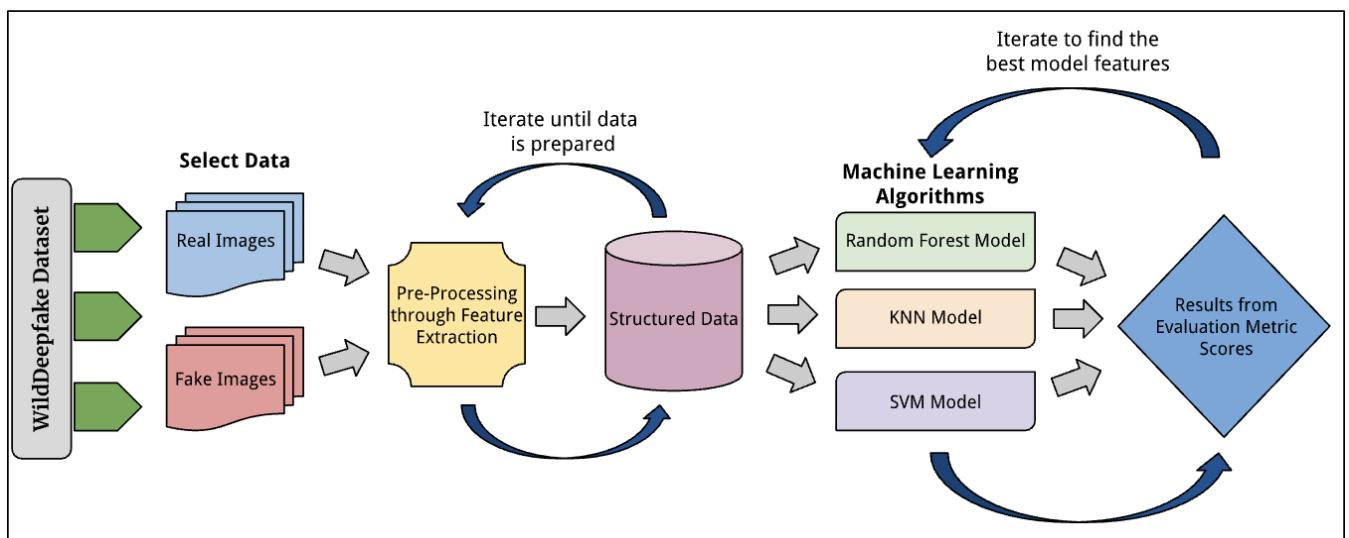 WildDeepfake Dataset
Select Data
Real Images
Fake Images
Iterate until data
is prepared
Pre-Processing
through Feature
Extraction
Structured Data
Iterate to find the
best model features
Machine Learning
Algorithms
Random Forest Model
KNN Model
SVM Model
Results from
Evaluation Metric
Scores